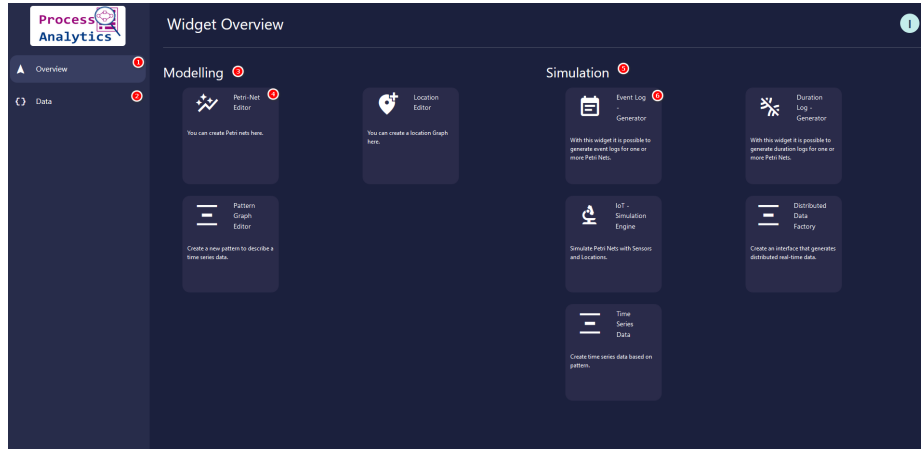 Process
Analytics
Widget Overview
I
Overview
1
Data
2
Modelling
3
Petri-Net
Editor
4
You can create Petri nets here.
Location
Editor
You can create a location Graph
here.
Pattern
Graph
Editor
Create a new pattern to describe a
time series data.
Simulation
5
Event Log
-
Generator
6
With this widget it is possible to
generate event logs for one or
more Petri Nets.
Duration
Log -
Generator
With this widget it is possible to
generate duration logs for one or
more Petri Nets.
IoT -
Simulation
Engine
Simulate Petri Nets with Sensors
and Locations.
Distributed
Data
Factory
Create an interface that generates
distributed real-time data.
Time
Series
Data
Create time series data based on
pattern.